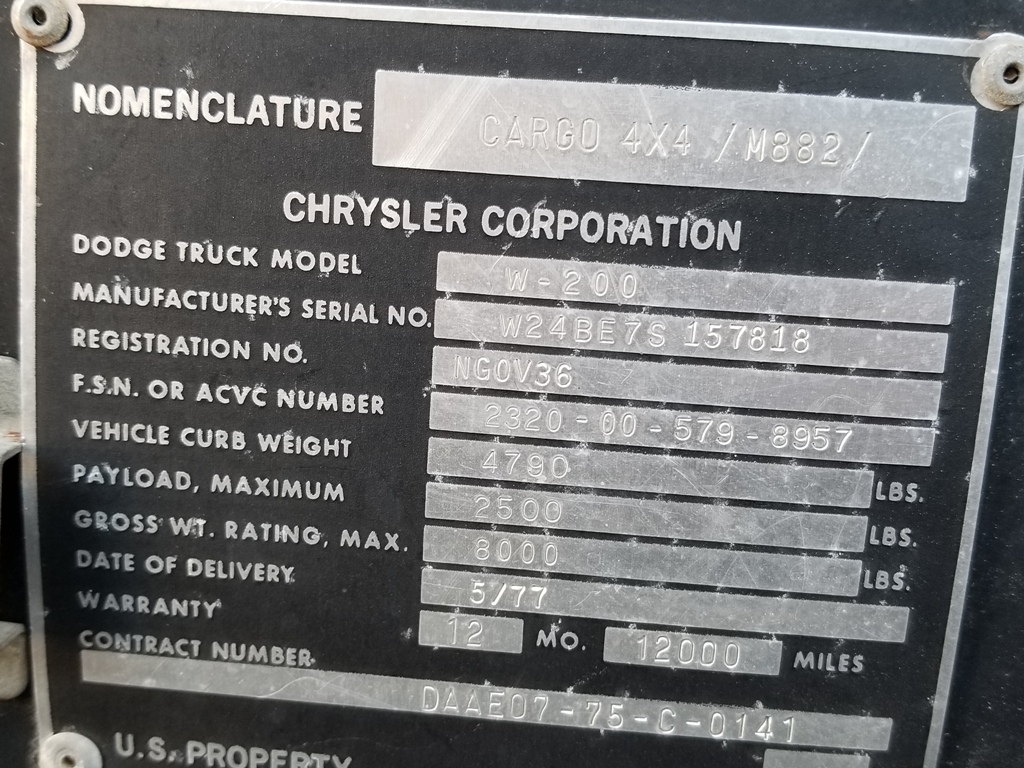 NOMENCLATURE CARGO 4X4 /M882/
CHRYSLER CORPORATION
DODGE TRUCK MODEL W-200
MANUFACTURER'S SERIAL NO. W24BE7S 157818
REGISTRATION NO. NG0V36
F.S.N. OR ACVC NUMBER 2320-00-579-8957
VEHICLE CURB WEIGHT 4790 LBS.
PAYLOAD, MAXIMUM 2500 LBS.
GROSS WT. RATING, MAX. 8000 LBS.
DATE OF DELIVERY 5/77
WARRANTY 12 MO. 12000 MILES
CONTRACT NUMBER
DAAE07-75-C-0141
U.S. PROPERTY